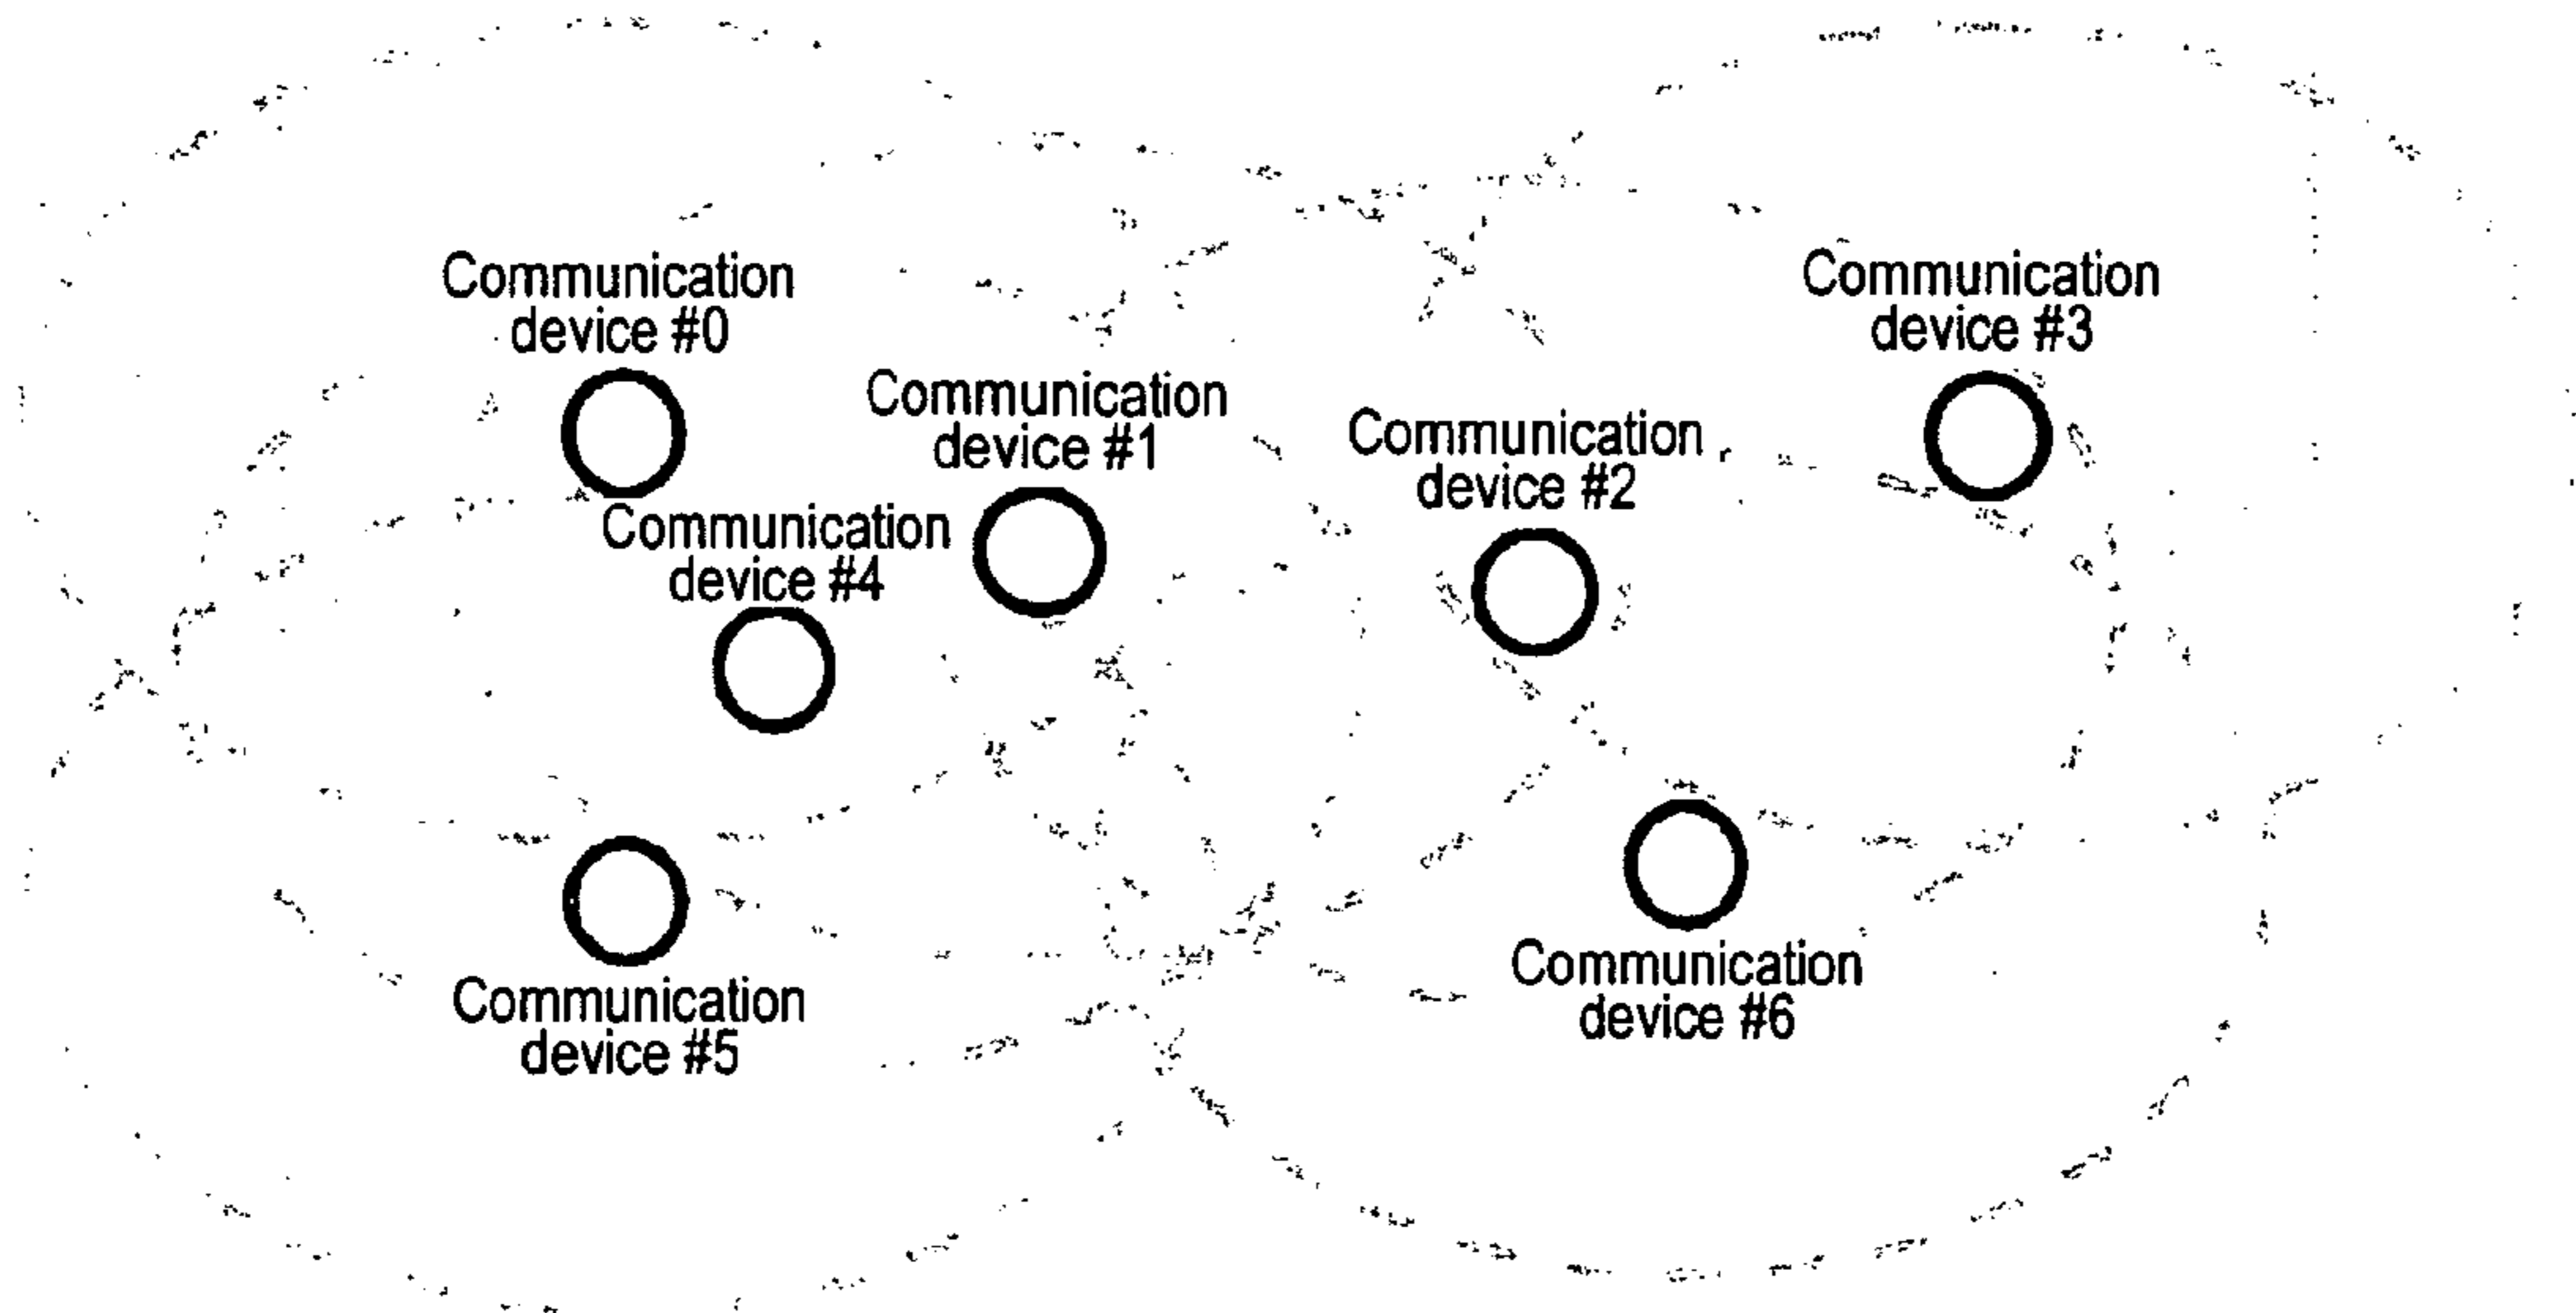 Communication
device #0
Communication
device #3
Communication
device #1
Communication
device #2
Communication
device #4
Communication
device #5
Communication
device #6